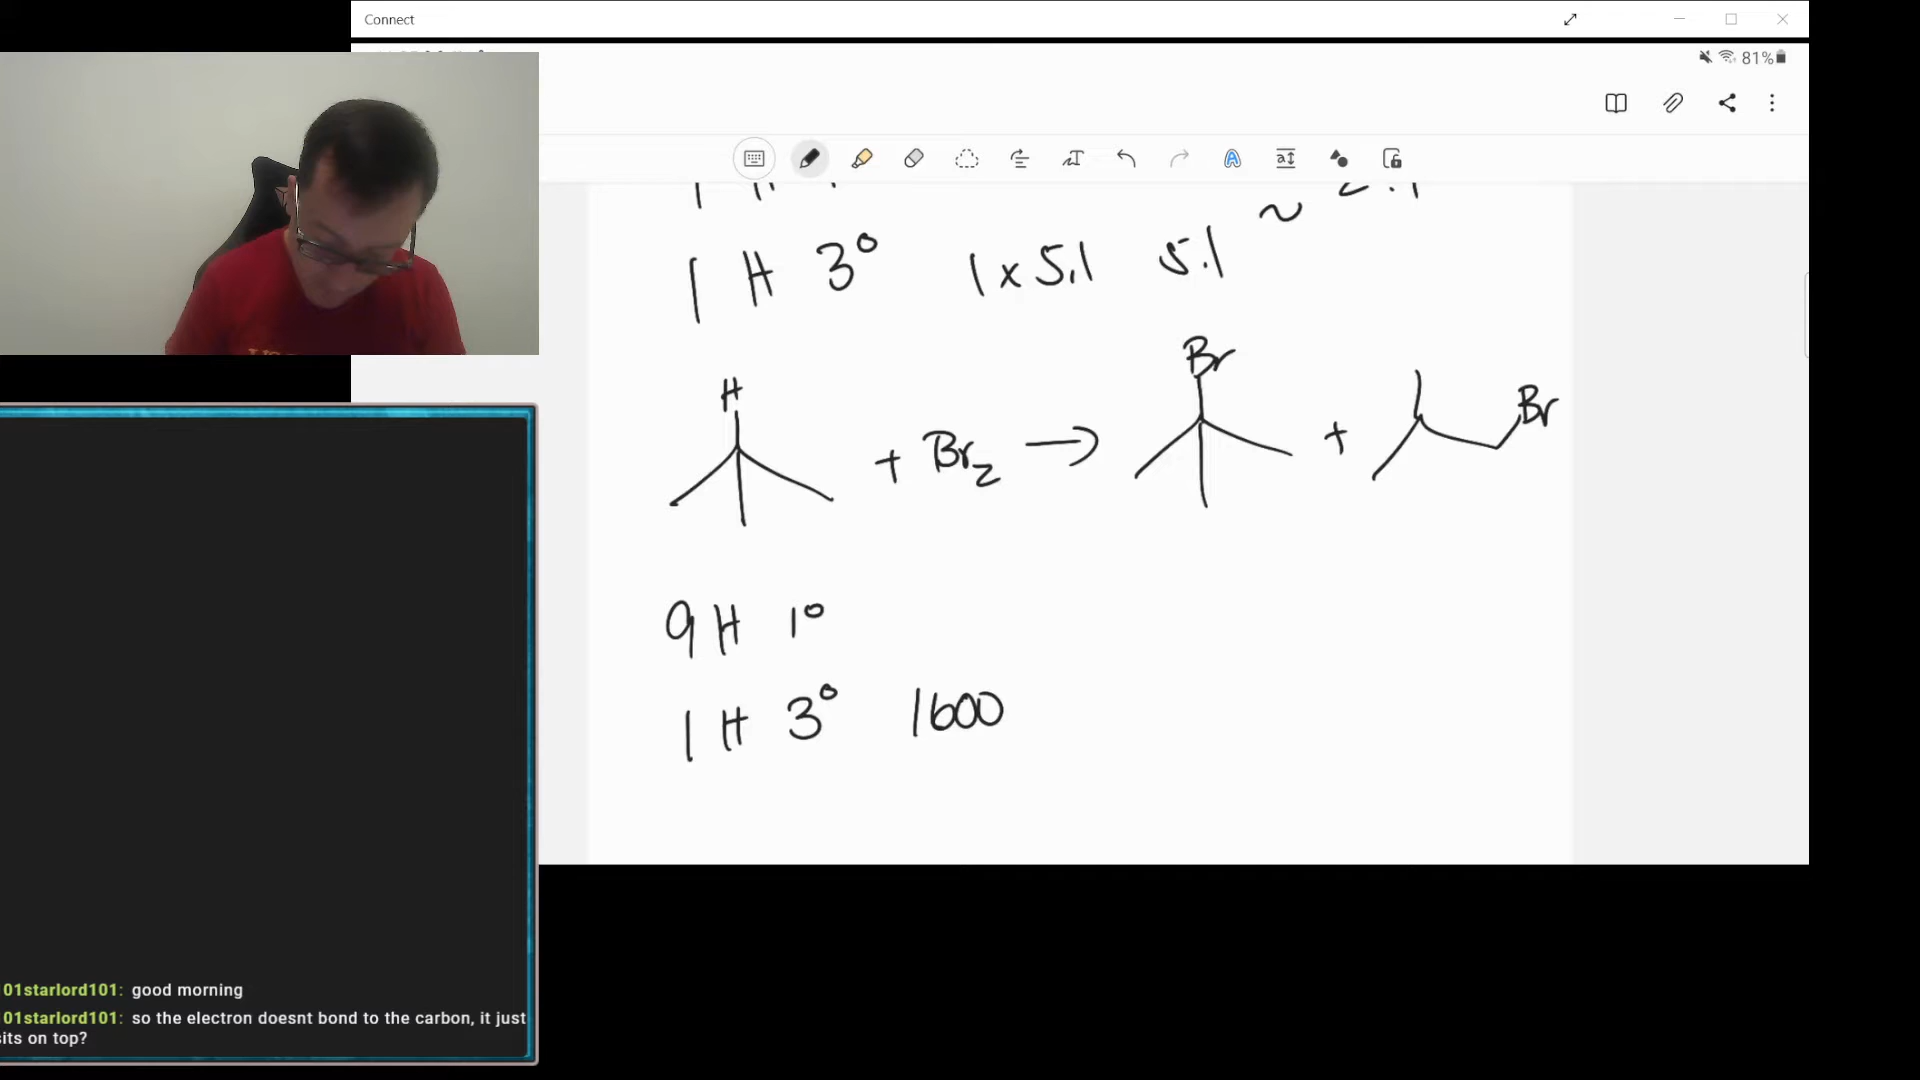 Connect
81%
1 H 3° 1 x 5.1 5.1 ~
H + Br2 → Br + Br
9 H 1°
1 H 3° 1600
01starlord101: good morning
01starlord101: so the electron doesnt bond to the carbon, it just
sits on top?